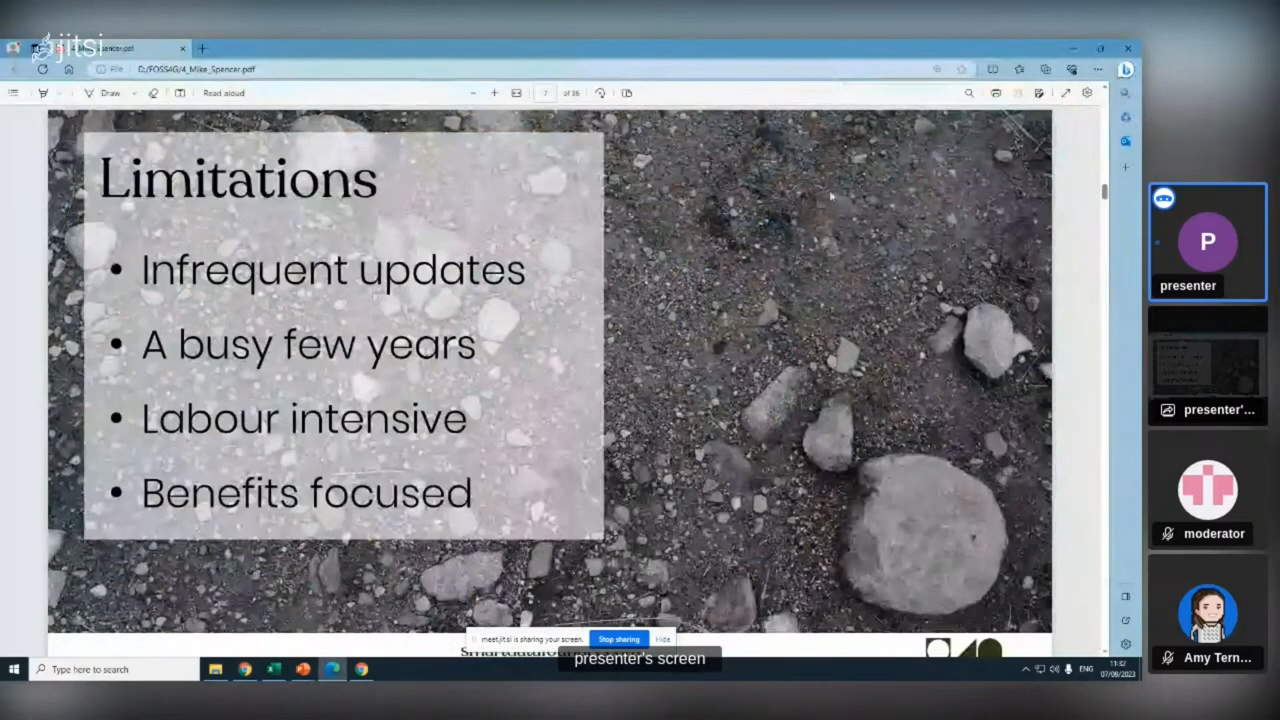 jitsi
D:/FOSS4G/4_Mike_Spencer.pdf
File
Draw
Read aloud
7
of 35
Limitations
• Infrequent updates
• A busy few years
• Labour intensive
• Benefits focused
meet.jit.si is sharing your screen.
Stop sharing
Hide
presenter's screen
Type here to search
ENG
11:32
07/09/2023
P
presenter
presenter'...
moderator
Amy Tern...